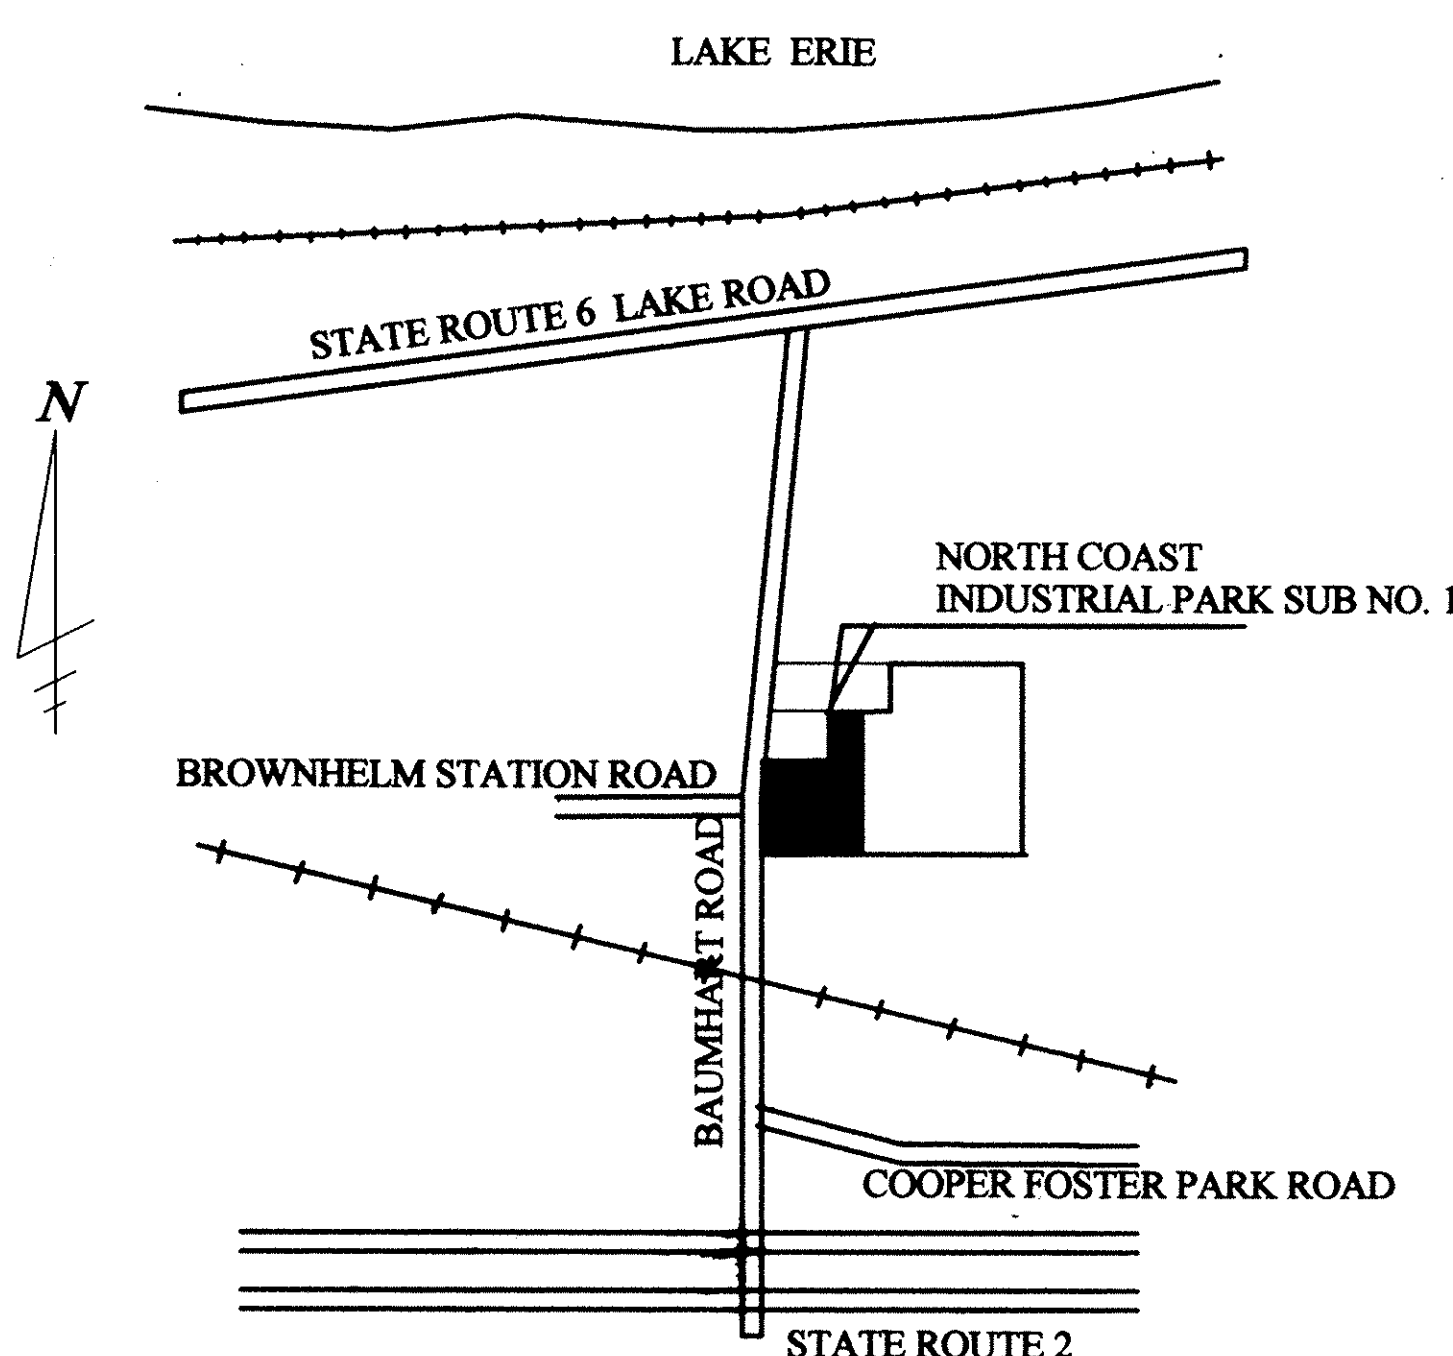 LAKE ERIE
STATE ROUTE 6 LAKE ROAD
N
NORTH COAST
INDUSTRIAL PARK SUB NO. 1
BROWNHELM STATION ROAD
BAUMHART ROAD
COOPER FOSTER PARK ROAD
STATE ROUTE 2